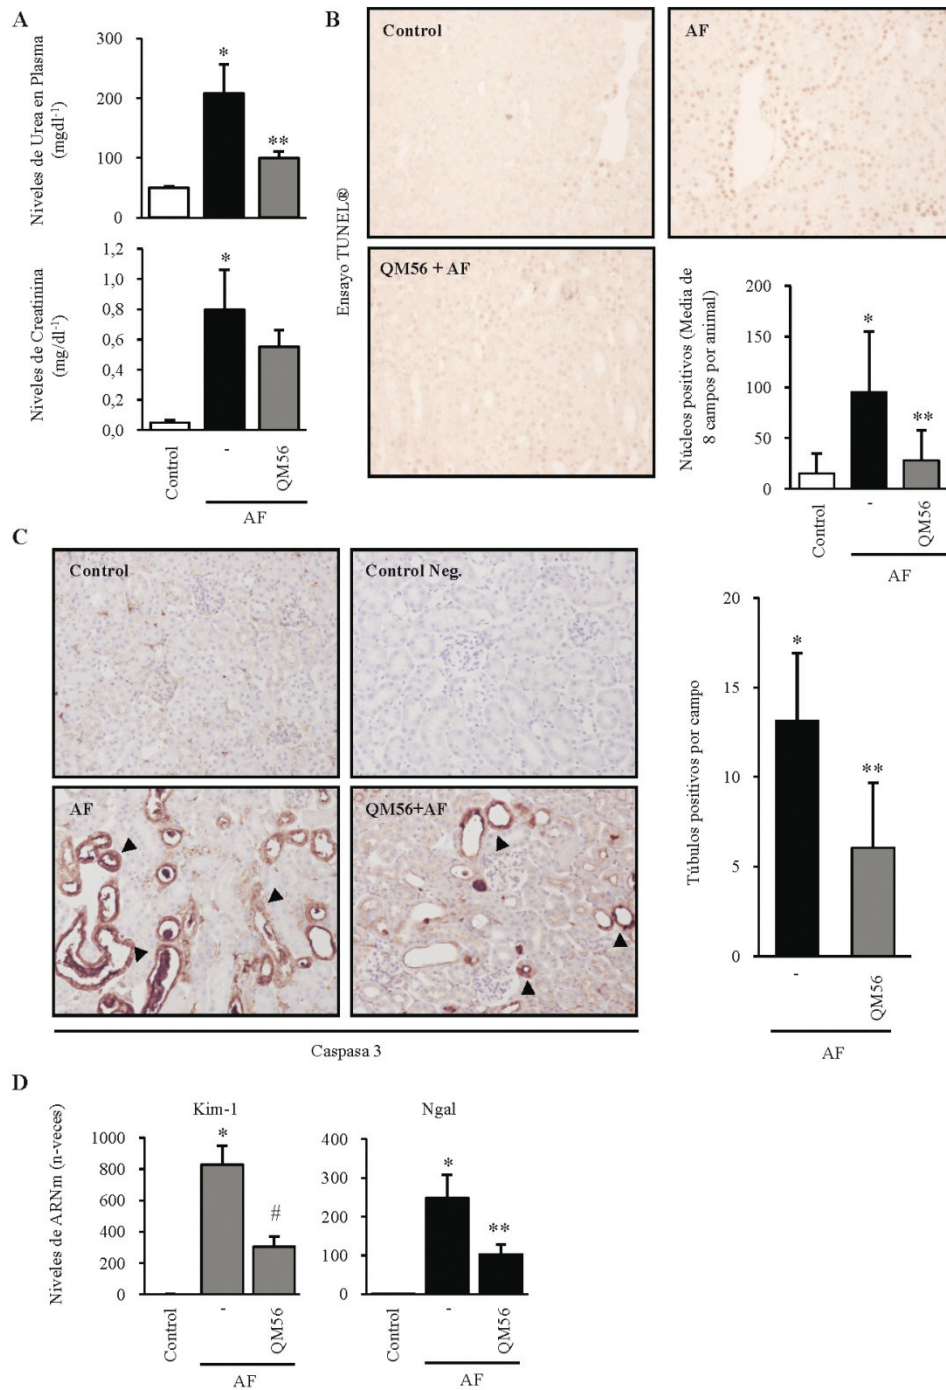 A
Niveles de Urea en Plasma
(mgdl-1)
300
200
100
0
*
**
Niveles de Creatinina
(mg/dl-1)
1,2
1,0
0,8
0,6
0,4
0,2
0,0
*
Control
-
QM56
AF
B
Ensayo TUNEL®
Control
AF
QM56 + AF
Núcleos positivos (Media de
8 campos por animal)
200
150
100
50
0
*
**
Control
-
QM56
AF
C
Control
Control Neg.
AF
QM56+AF
Caspasa 3
Túbulos positivos por campo
20
15
10
5
0
*
**
-
QM56
AF
D
Niveles de ARNm (n-veces)
Kim-1
1000
800
600
400
200
0
*
#
Control
-
QM56
AF
Ngal
400
300
200
100
0
*
**
Control
-
QM56
AF